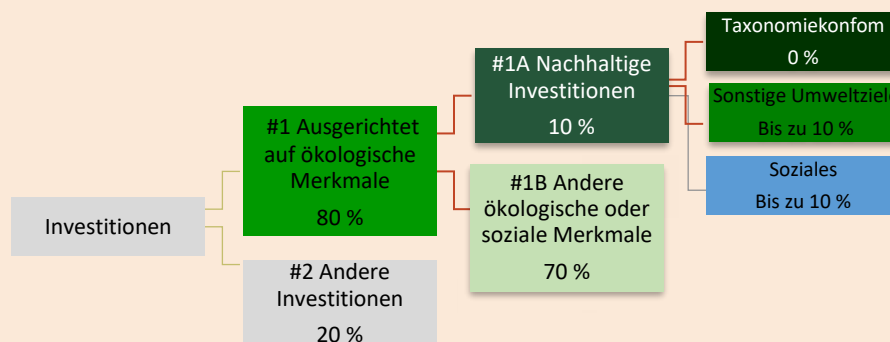 Investitionen
#1 Ausgerichtet
auf ökologische
Merkmale
80 %
#2 Andere
Investitionen
20 %
#1A Nachhaltige
Investitionen
10 %
#1B Andere
ökologische oder
soziale Merkmale
70 %
Taxonomiekonfom
0 %
Sonstige Umweltziele
Bis zu 10 %
Soziales
Bis zu 10 %